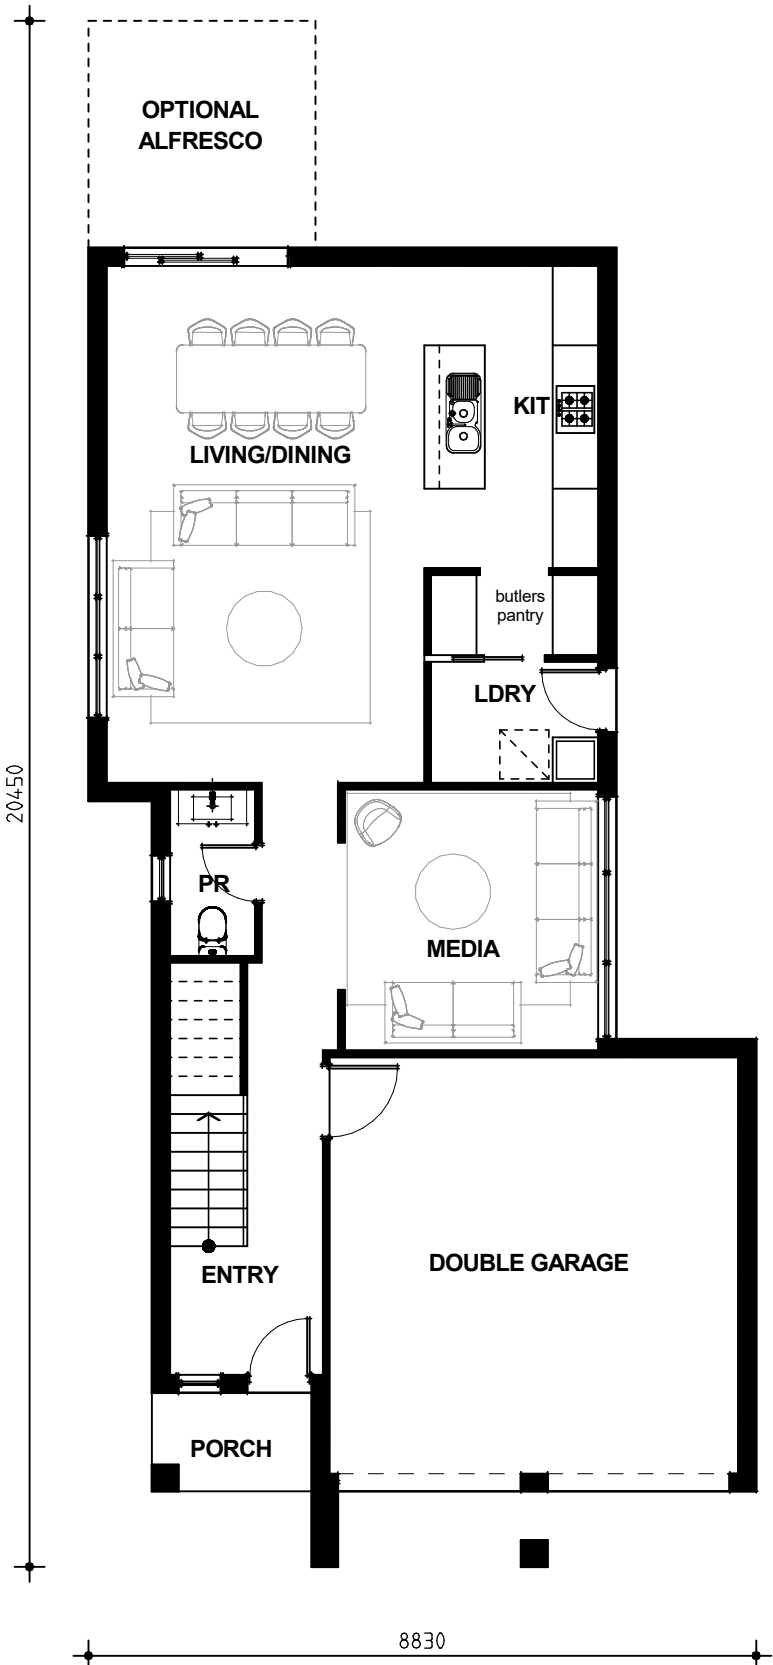 OPTIONAL
ALFRESCO
KIT
LIVING/DINING
butlers
pantry
LDRY
20450
PR
MEDIA
DOUBLE GARAGE
ENTRY
PORCH
8830